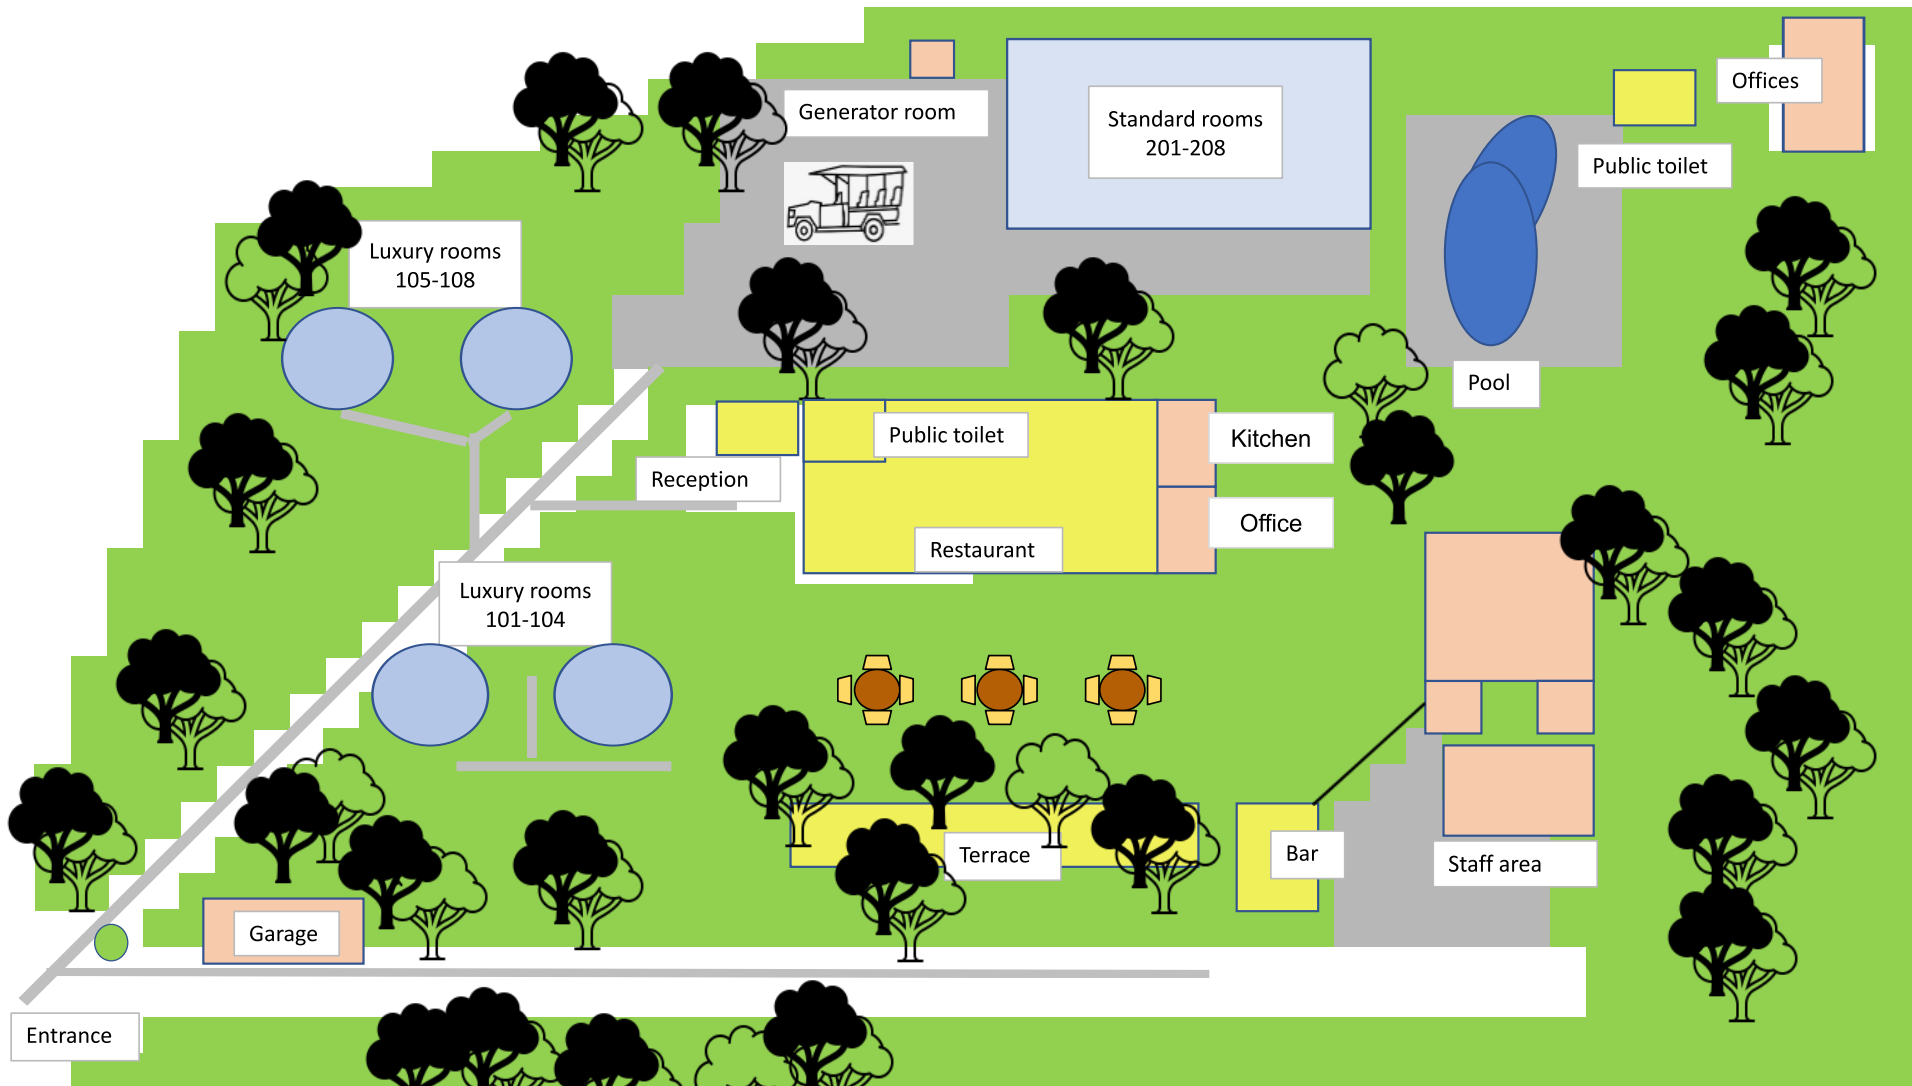 Offices
Generator room
Standard rooms
201-208
Public toilet
Luxury rooms
105-108
Pool
Public toilet
Kitchen
Reception
Office
Restaurant
Luxury rooms
101-104
Terrace
Bar
Staff area
Garage
Entrance